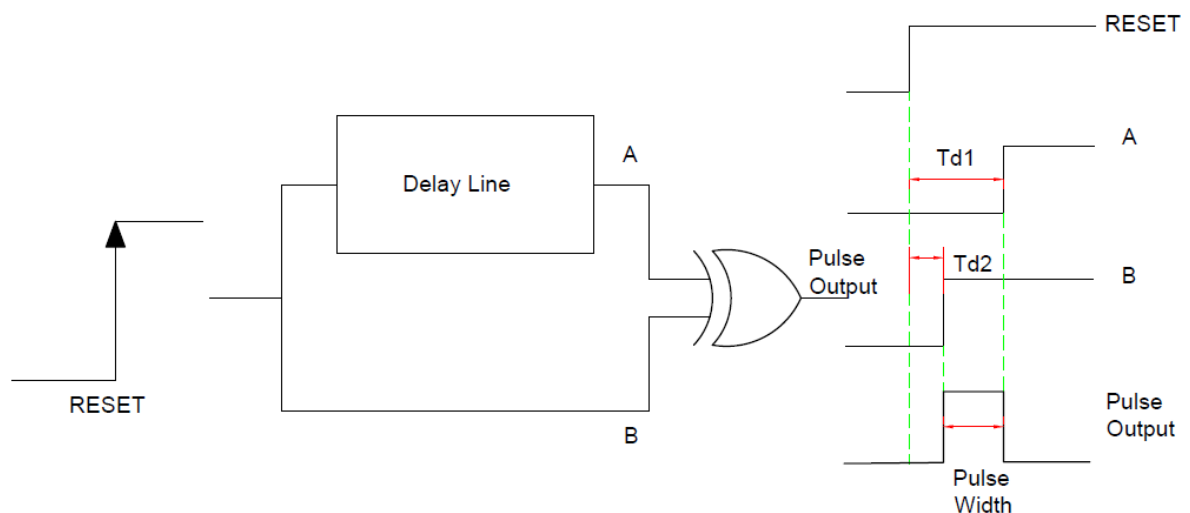 RESET
A
Delay Line
B
Pulse
Output
RESET
Td1
A
Td2
B
Pulse
Output
Pulse
Width